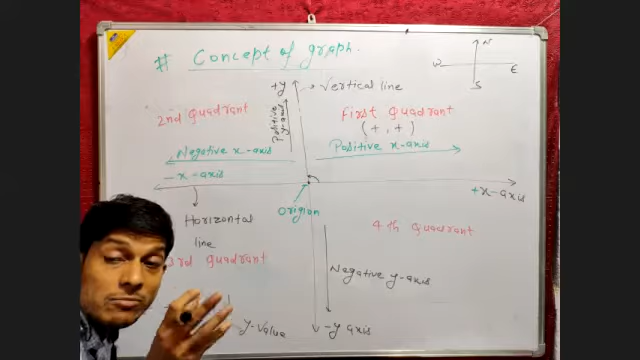 # Concept of graph.
N
W E
S
+y
Vertical line
2nd Quadrant
Positive
y-axis
First Quadrant
(+, +)
Negative x-axis
Positive x-axis
-x-axis
+x-axis
Origian
Horizontal
line
4th Quadrant
3rd Quadrant
Negative y-axis
y-value
-y axis